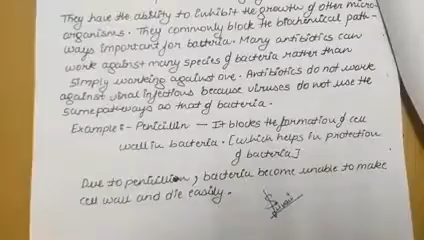 They have the ability to inhibit the growth of other micro-
organisms. They commonly block the biochemical path-
ways important for bacteria. Many antibiotics can
work against many species of bacteria rather than
simply working against one. Antibiotics do not work
against viral infections because viruses do not use the
same pathways as that of bacteria.
Example:- Penicillin — It blocks the formation of cell
wall in bacteria. [which helps in protection
of bacteria]
Due to penicillin, bacteria become unable to make
cell wall and die easily.